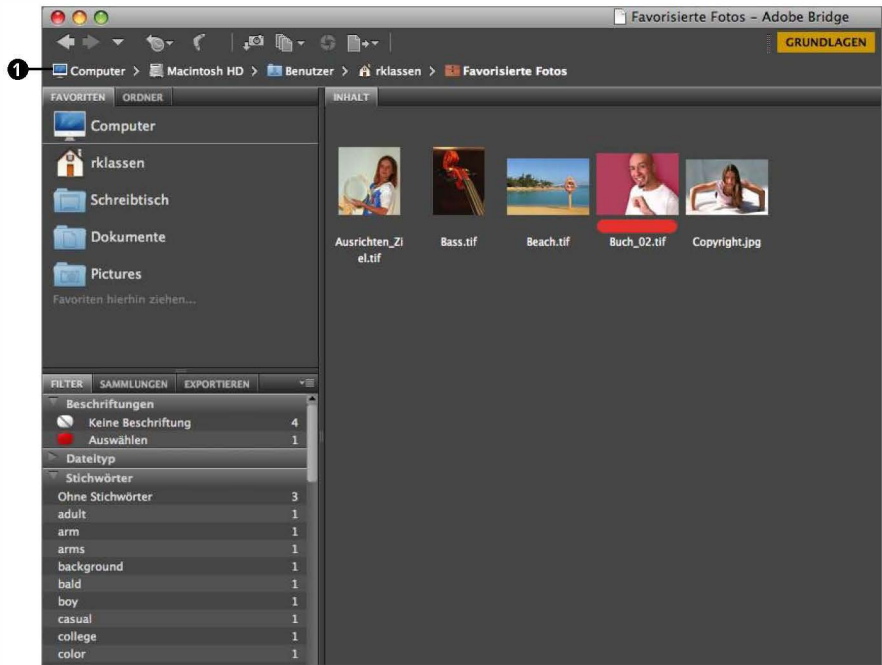 Favorisierte Fotos – Adobe Bridge
GRUNDLAGEN
1 Computer > Macintosh HD > Benutzer > rklassen > Favorisierte Fotos
FAVORITEN ORDNER
Computer
rklassen
Schreibtisch
Dokumente
Pictures
Favoriten hierhin ziehen...
INHALT
Ausrichten_Zi
el.tif
Bass.tif
Beach.tif
Buch_02.tif
Copyright.jpg
FILTER SAMMLUNGEN EXPORTIEREN
Beschriftungen
Keine Beschriftung 4
Auswählen 1
Dateityp
Stichwörter
Ohne Stichwörter 3
adult 1
arm 1
arms 1
background 1
bald 1
boy 1
casual 1
college 1
color 1